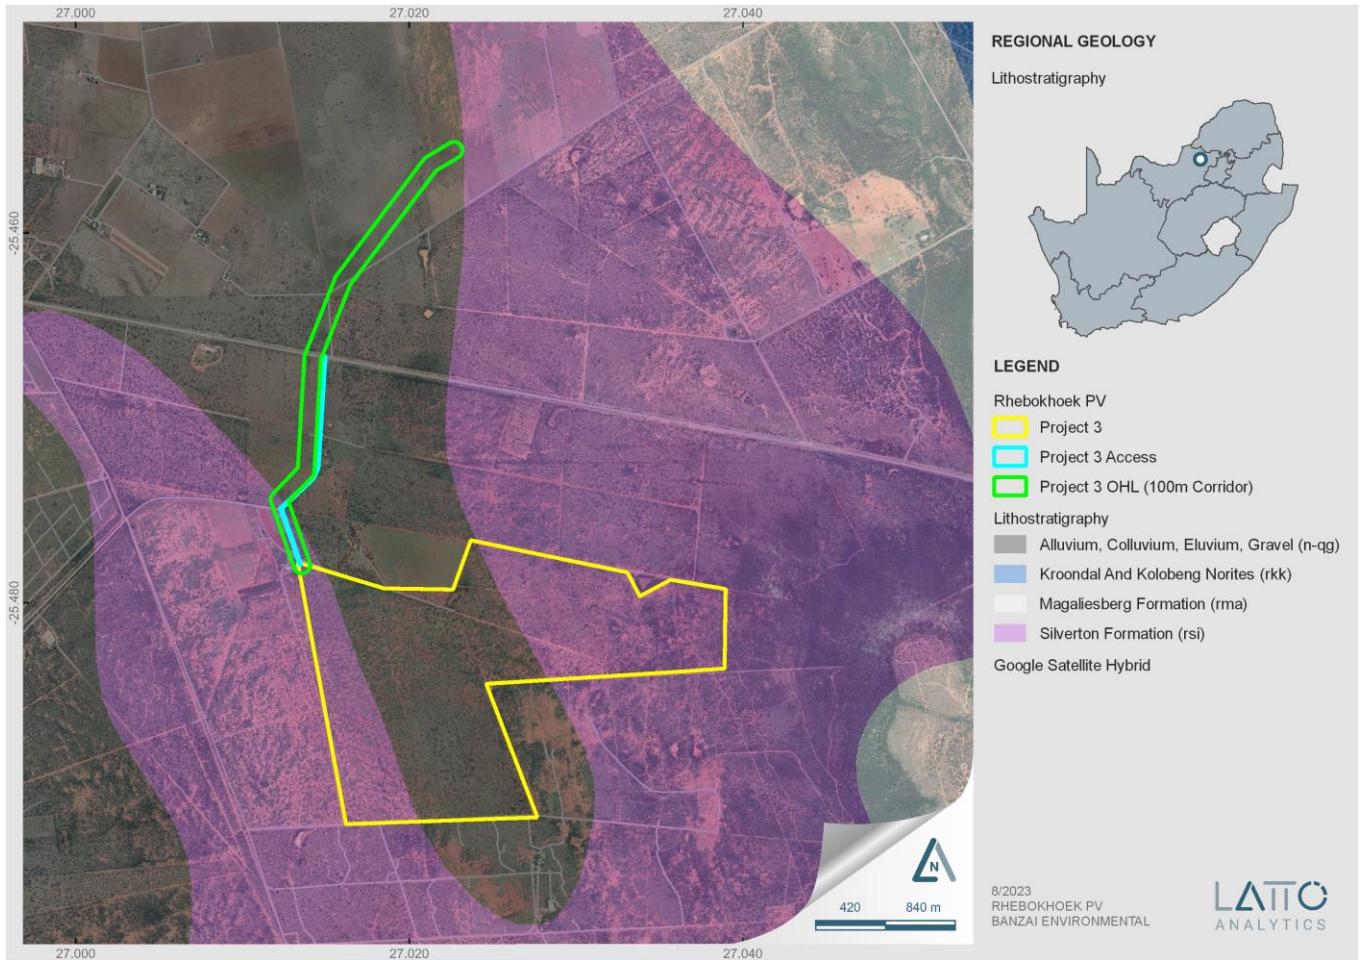 27.000
27.020
27.040
-25.460
-25.480
REGIONAL GEOLOGY
Lithostratigraphy
LEGEND
Rhebokhoek PV
Project 3
Project 3 Access
Project 3 OHL (100m Corridor)
Lithostratigraphy
Alluvium, Colluvium, Eluvium, Gravel (n-qg)
Kroondal And Kolobeng Norites (rkk)
Magaliesberg Formation (rma)
Silverton Formation (rsi)
Google Satellite Hybrid
N
420 840 m
8/2023
RHEBOKHOEK PV
BANZAI ENVIRONMENTAL
LATTO
ANALYTICS
27.000
27.020
27.040